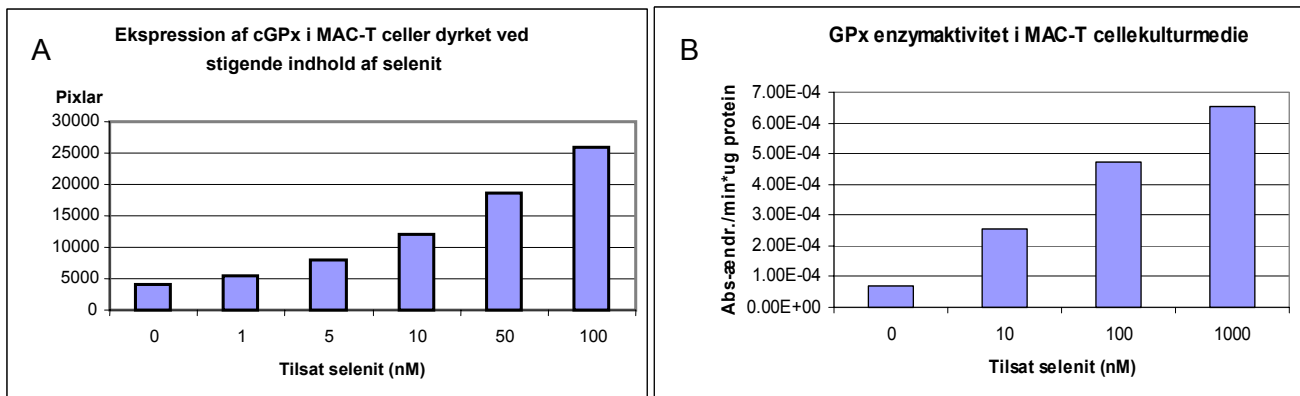 A
Ekspression af cGPx i MAC-T celler dyrket ved
stigende indhold af selenit
Pixlar
30000
25000
20000
15000
10000
5000
0
0 1 5 10 50 100
Tilsat selenit (nM)
B
GPx enzymaktivitet i MAC-T cellekulturmedie
Abs-ændr./min*ug protein
7.00E-04
6.00E-04
5.00E-04
4.00E-04
3.00E-04
2.00E-04
1.00E-04
0.00E+00
0 10 100 1000
Tilsat selenit (nM)